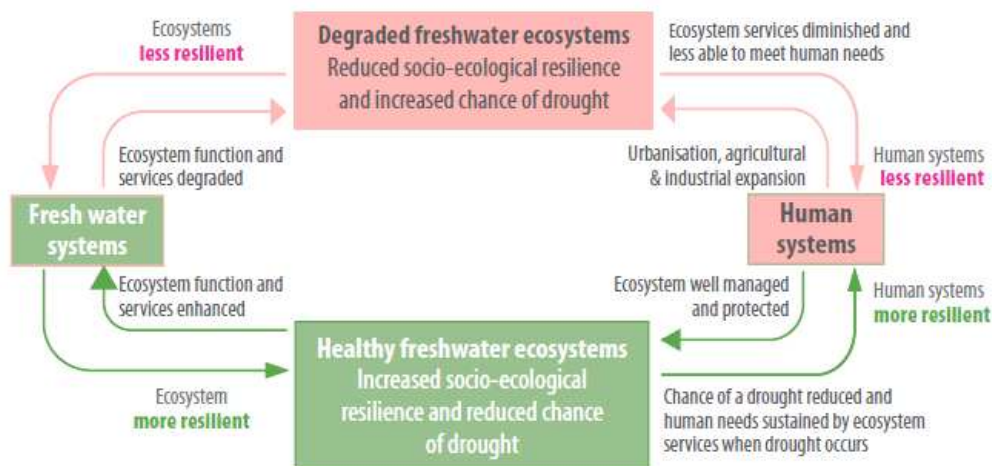 Ecosystems
less resilient
Degraded freshwater ecosystems
Reduced socio-ecological resilience
and increased chance of drought
Ecosystem services diminished and
less able to meet human needs
Ecosystem function and
services degraded
Urbanisation, agricultural
& industrial expansion
Human systems
less resilient
Fresh water
systems
Human
systems
Ecosystem function and
services enhanced
Ecosystem well managed
and protected
Human systems
more resilient
Healthy freshwater ecosystems
Increased socio-ecological
resilience and reduced chance
of drought
Ecosystem
more resilient
Chance of a drought reduced and
human needs sustained by ecosystem
services when drought occurs